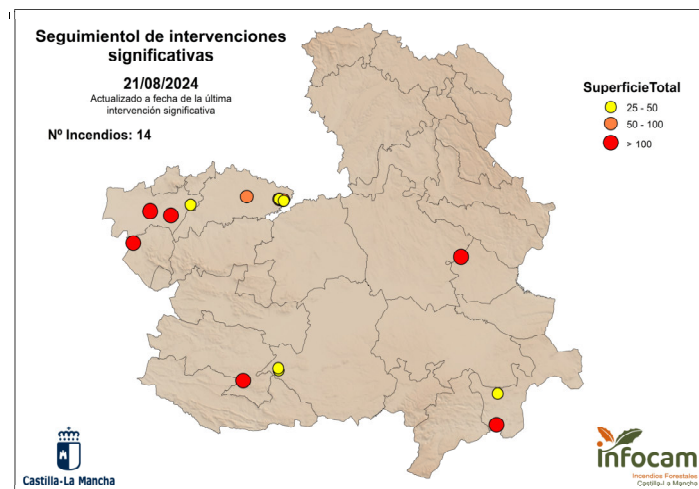 Seguimientol de intervenciones
significativas
21/08/2024
Actualizado a fecha de la última
intervención significativa
Nº Incendios: 14
SuperficieTotal
25 - 50
50 - 100
> 100
Castilla-La Mancha
infocam
Incendios Forestales
Castilla-La Mancha